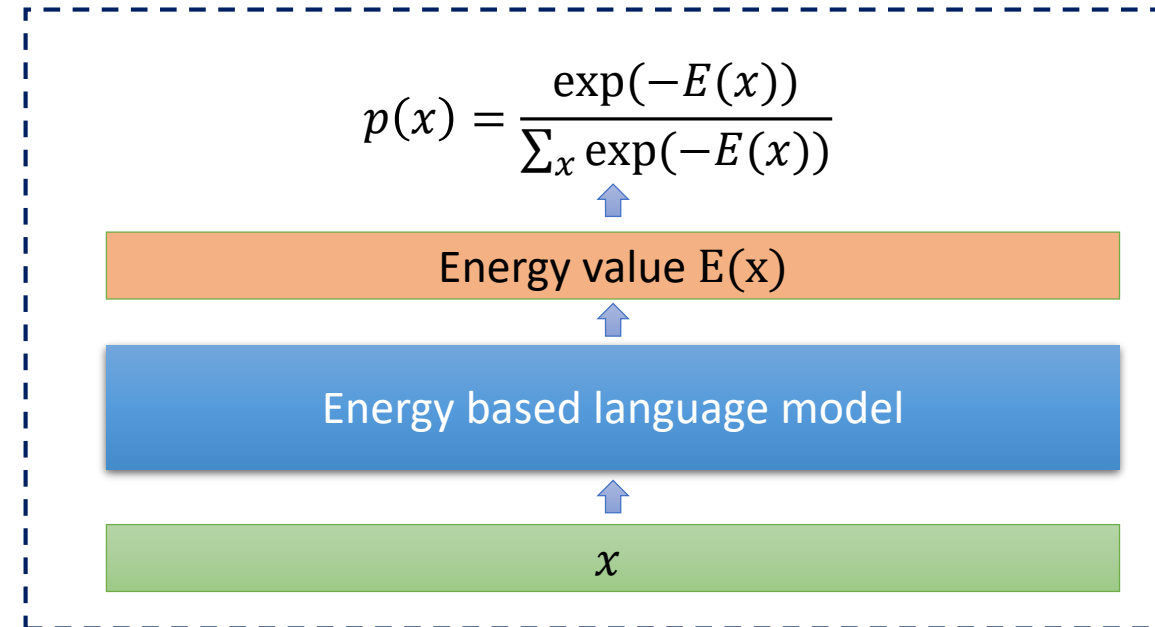 p(x) = exp(−E(x)) / ∑ₓ exp(−E(x))
Energy value E(x)
Energy based language model
x